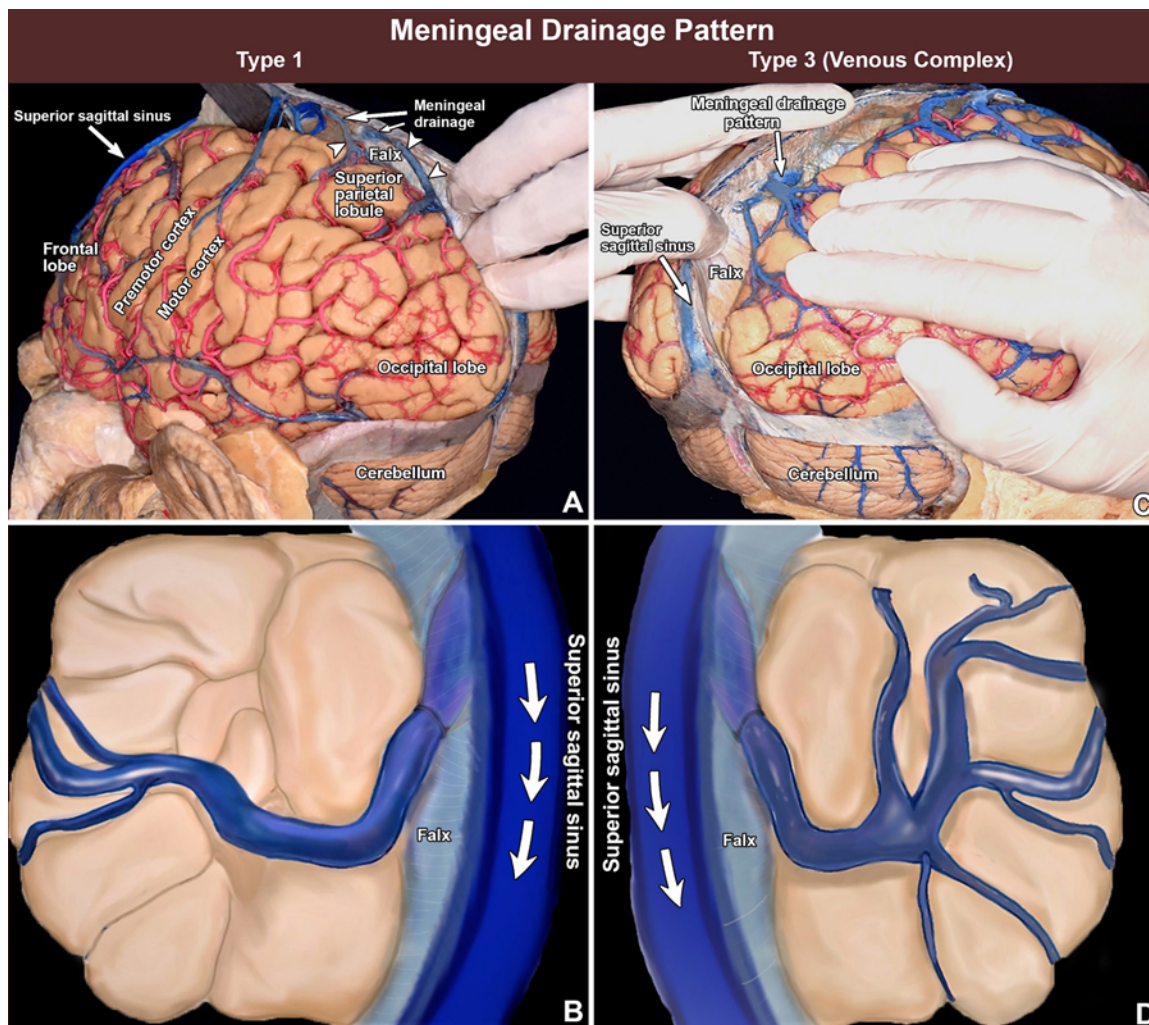 Meningeal Drainage Pattern
Type 1
Type 3 (Venous Complex)
Superior sagittal sinus
Meningeal
drainage
Falx
Superior
parietal
lobule
Frontal
lobe
Premotor cortex
Motor cortex
Occipital lobe
Cerebellum
A
Meningeal drainage
pattern
Superior
sagittal sinus
Falx
Occipital lobe
Cerebellum
C
Superior sagittal sinus
Falx
B
Superior sagittal sinus
Falx
D